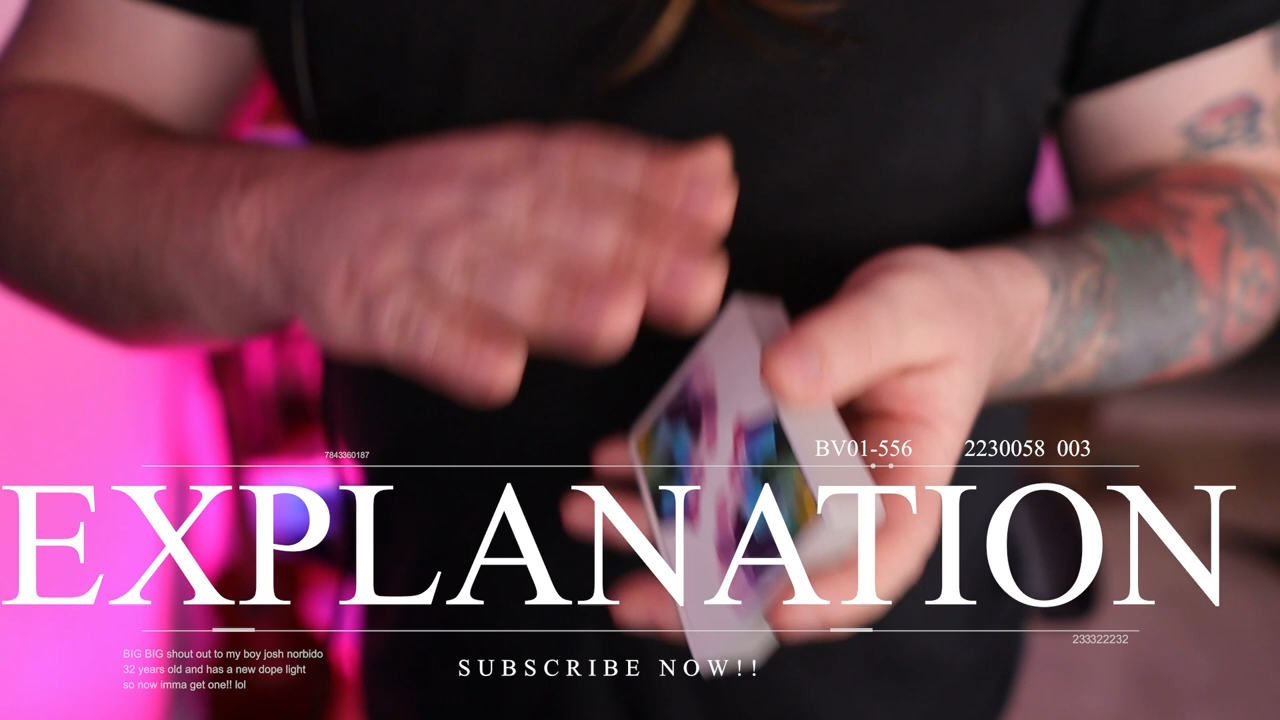 BV01-556 2230058 003
7843360187
EXPLANATION
233322232
BIG BIG shout out to my boy josh norbido
32 years old and has a new dope light
so now imma get one!! lol
SUBSCRIBE NOW!!